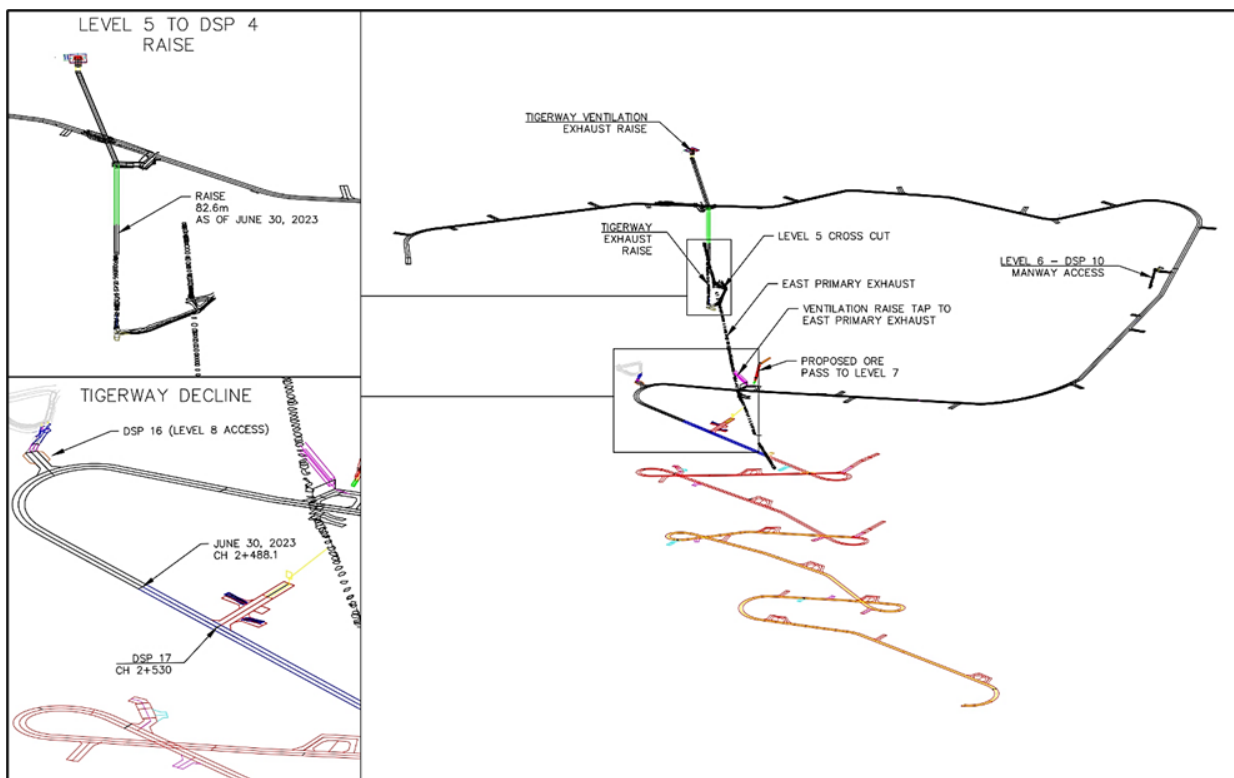 LEVEL 5 TO DSP 4
RAISE
RAISE
82.6m
AS OF JUNE 30, 2023
TIGERWAY DECLINE
DSP 16 (LEVEL 8 ACCESS)
JUNE 30, 2023
CH 2+488.1
DSP 17
CH 2+530
TIGERWAY VENTILATION
EXHAUST RAISE
TIGERWAY
EXHAUST
RAISE
LEVEL 5 CROSS CUT
EAST PRIMARY EXHAUST
VENTILATION RAISE TAP TO
EAST PRIMARY EXHAUST
PROPOSED ORE
PASS TO LEVEL 7
LEVEL 6 – DSP 10
MANWAY ACCESS